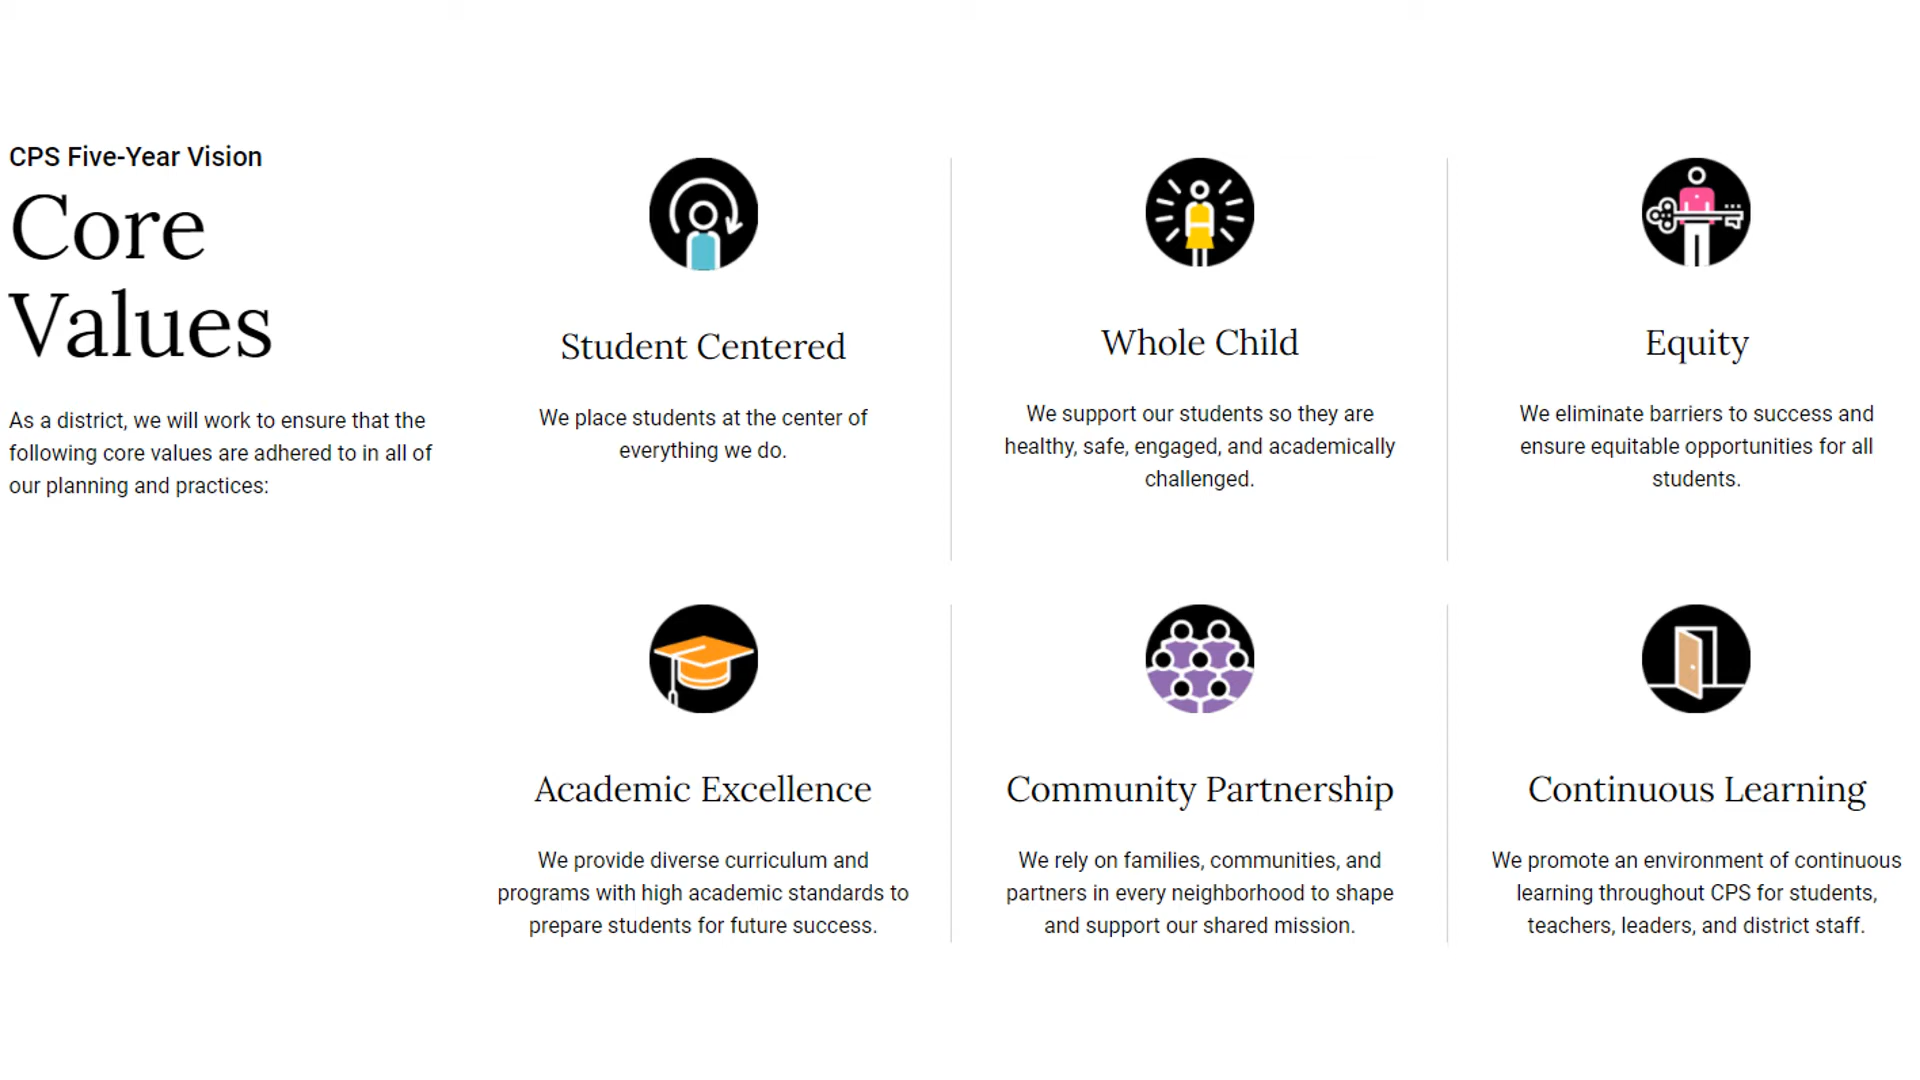 CPS Five-Year Vision
Core
Values
As a district, we will work to ensure that the
following core values are adhered to in all of
our planning and practices:
Student Centered
We place students at the center of
everything we do.
Whole Child
We support our students so they are
healthy, safe, engaged, and academically
challenged.
Equity
We eliminate barriers to success and
ensure equitable opportunities for all
students.
Academic Excellence
We provide diverse curriculum and
programs with high academic standards to
prepare students for future success.
Community Partnership
We rely on families, communities, and
partners in every neighborhood to shape
and support our shared mission.
Continuous Learning
We promote an environment of continuous
learning throughout CPS for students,
teachers, leaders, and district staff.